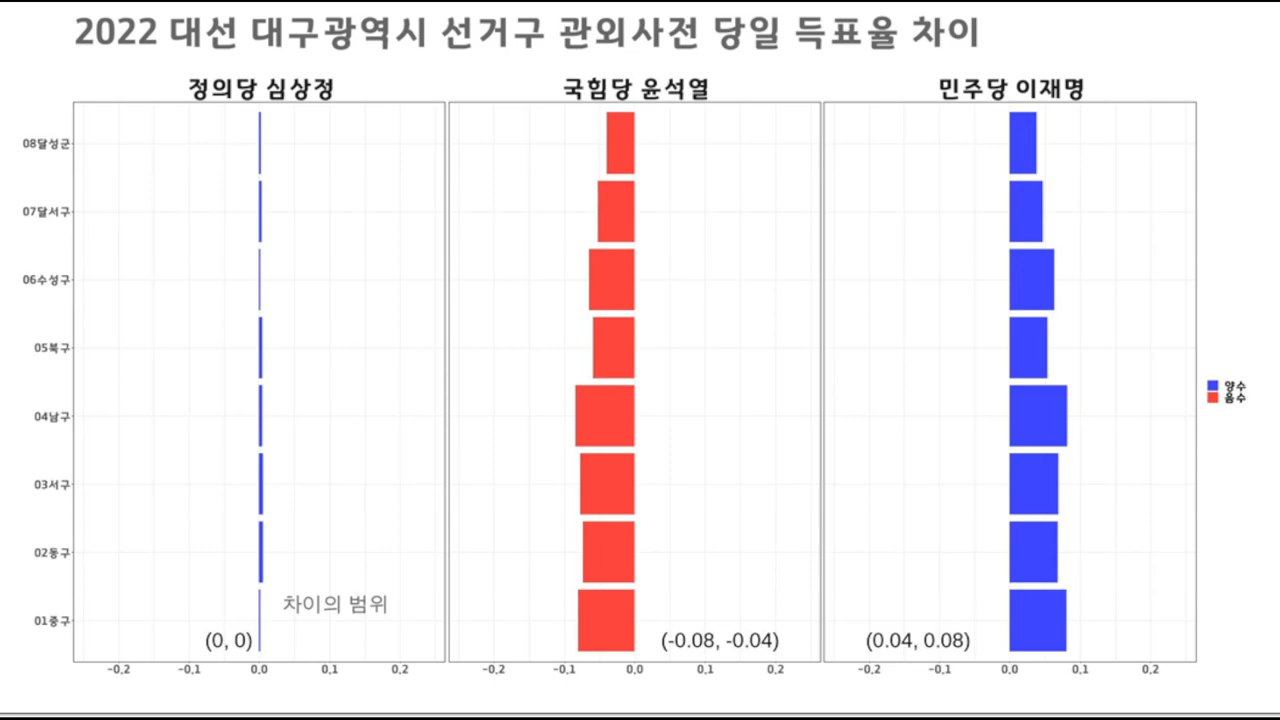 2022 대선 대구광역시 선거구 관외사전 당일 득표율 차이
정의당 심상정
국힘당 윤석열
민주당 이재명
08달성군
07달서구
06수성구
05북구
04남구
03서구
02동구
01중구
양수
음수
차이의 범위
(0, 0)
(-0.08, -0.04)
(0.04, 0.08)
-0.2 -0.1 0.0 0.1 0.2
-0.2 -0.1 0.0 0.1 0.2
-0.2 -0.1 0.0 0.1 0.2